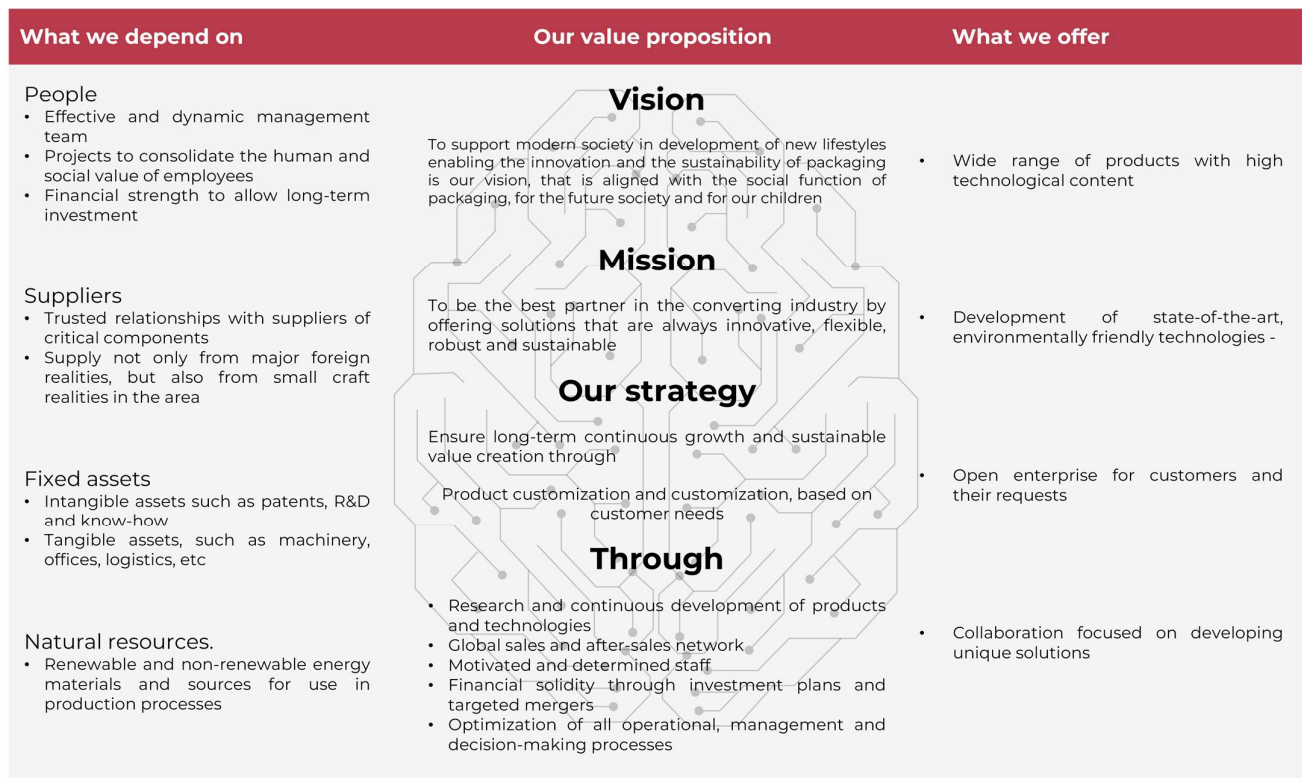 What we depend on
Our value proposition
What we offer
People
• Effective and dynamic management
team
• Projects to consolidate the human and
social value of employees
• Financial strength to allow long-term
investment
Suppliers
• Trusted relationships with suppliers of
critical components
• Supply not only from major foreign
realities, but also from small craft
realities in the area
Fixed assets
• Intangible assets such as patents, R&D
and know-how
• Tangible assets, such as machinery,
offices, logistics, etc
Natural resources.
• Renewable and non-renewable energy
materials and sources for use in
production processes
Vision
To support modern society in development of new lifestyles
enabling the innovation and the sustainability of packaging
is our vision, that is aligned with the social function of
packaging, for the future society and for our children
Mission
To be the best partner in the converting industry by
offering solutions that are always innovative, flexible,
robust and sustainable
Our strategy
Ensure long-term continuous growth and sustainable
value creation through
Product customization and customization, based on
customer needs
Through
• Research and continuous development of products
and technologies
• Global sales and after-sales network
• Motivated and determined staff
• Financial solidity through investment plans and
targeted mergers
• Optimization of all operational, management and
decision-making processes
• Wide range of products with high
technological content
• Development of state-of-the-art,
environmentally friendly technologies -
• Open enterprise for customers and
their requests
• Collaboration focused on developing
unique solutions